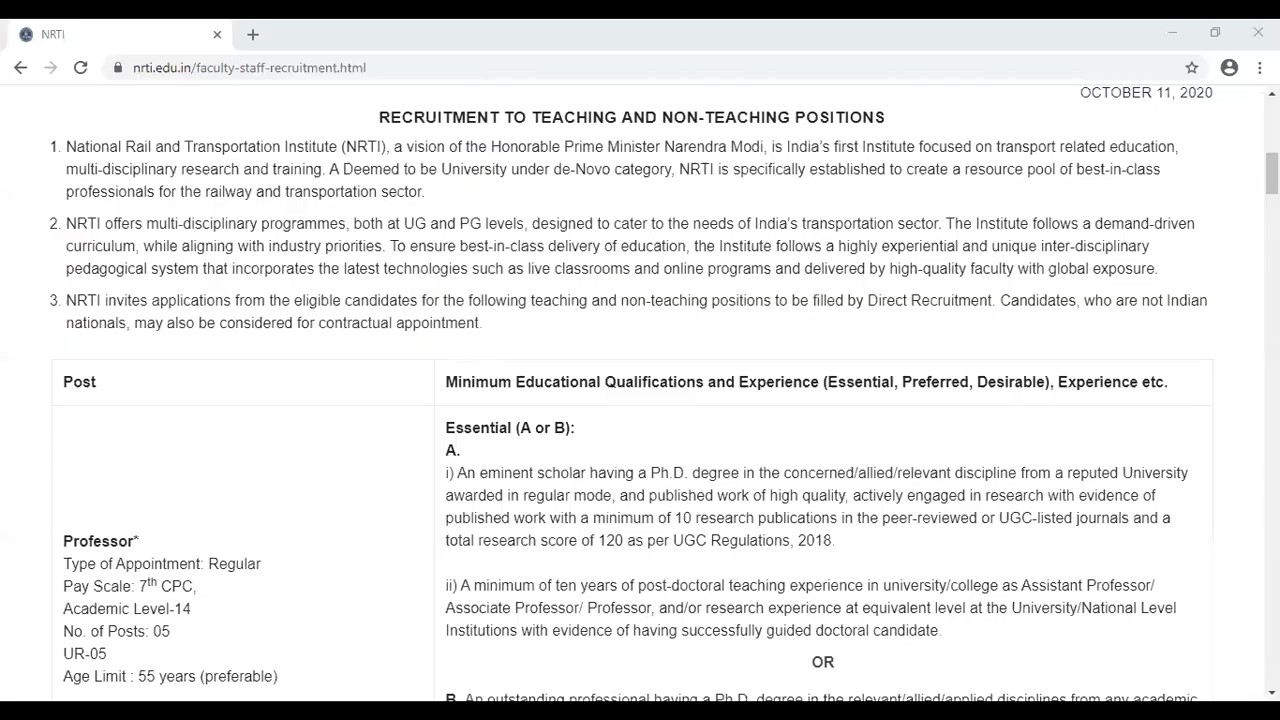 NRTI
nrti.edu.in/faculty-staff-recruitment.html
OCTOBER 11, 2020
RECRUITMENT TO TEACHING AND NON-TEACHING POSITIONS
1. National Rail and Transportation Institute (NRTI), a vision of the Honorable Prime Minister Narendra Modi, is India's first Institute focused on transport related education,
multi-disciplinary research and training. A Deemed to be University under de-Novo category, NRTI is specifically established to create a resource pool of best-in-class
professionals for the railway and transportation sector.
2. NRTI offers multi-disciplinary programmes, both at UG and PG levels, designed to cater to the needs of India's transportation sector. The Institute follows a demand-driven
curriculum, while aligning with industry priorities. To ensure best-in-class delivery of education, the Institute follows a highly experiential and unique inter-disciplinary
pedagogical system that incorporates the latest technologies such as live classrooms and online programs and delivered by high-quality faculty with global exposure.
3. NRTI invites applications from the eligible candidates for the following teaching and non-teaching positions to be filled by Direct Recruitment. Candidates, who are not Indian
nationals, may also be considered for contractual appointment.
Post
Minimum Educational Qualifications and Experience (Essential, Preferred, Desirable), Experience etc.
Professor*
Type of Appointment: Regular
Pay Scale: 7th CPC,
Academic Level-14
No. of Posts: 05
UR-05
Age Limit : 55 years (preferable)
Essential (A or B):
A.
i) An eminent scholar having a Ph.D. degree in the concerned/allied/relevant discipline from a reputed University
awarded in regular mode, and published work of high quality, actively engaged in research with evidence of
published work with a minimum of 10 research publications in the peer-reviewed or UGC-listed journals and a
total research score of 120 as per UGC Regulations, 2018.
ii) A minimum of ten years of post-doctoral teaching experience in university/college as Assistant Professor/
Associate Professor/ Professor, and/or research experience at equivalent level at the University/National Level
Institutions with evidence of having successfully guided doctoral candidate.
OR
B. An outstanding professional having a Ph.D. degree in the relevant/allied/applied disciplines from any academic